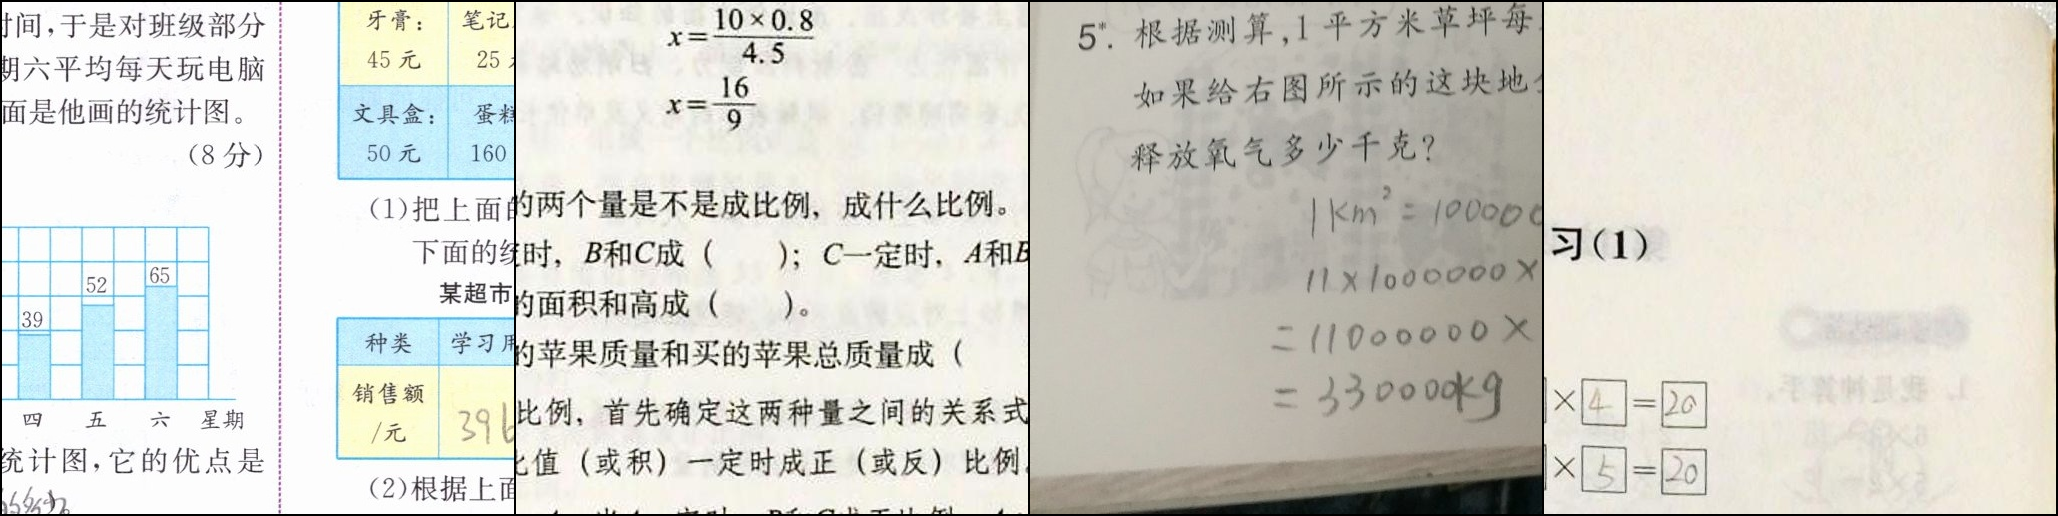 时间,于是对班级部分
期六平均每天玩电脑
面是他画的统计图。
(8分)
39
52
65
四 五 六 星期
统计图,它的优点是
牙膏: 笔记
45元 25
文具盒: 蛋糕
50元 160
(1)把上面的
下面的统
某超市
种类 学习用
销售额
/元
396
(2)根据上面
x=10×0.8/4.5
x=16/9
的两个量是不是成比例，成什么比例。
时，B和C成（ ）；C一定时，A和B
的面积和高成（ ）。
的苹果质量和买的苹果总质量成（
比例，首先确定这两种量之间的关系式
比值（或积）一定时成正（或反）比例.
5*. 根据测算,1平方米草坪每
如果给右图所示的这块地
释放氧气多少千克?
1Km²=100000
11×1000000×
=11000000×
=330000kg
习(1)
×4=20
×5=20